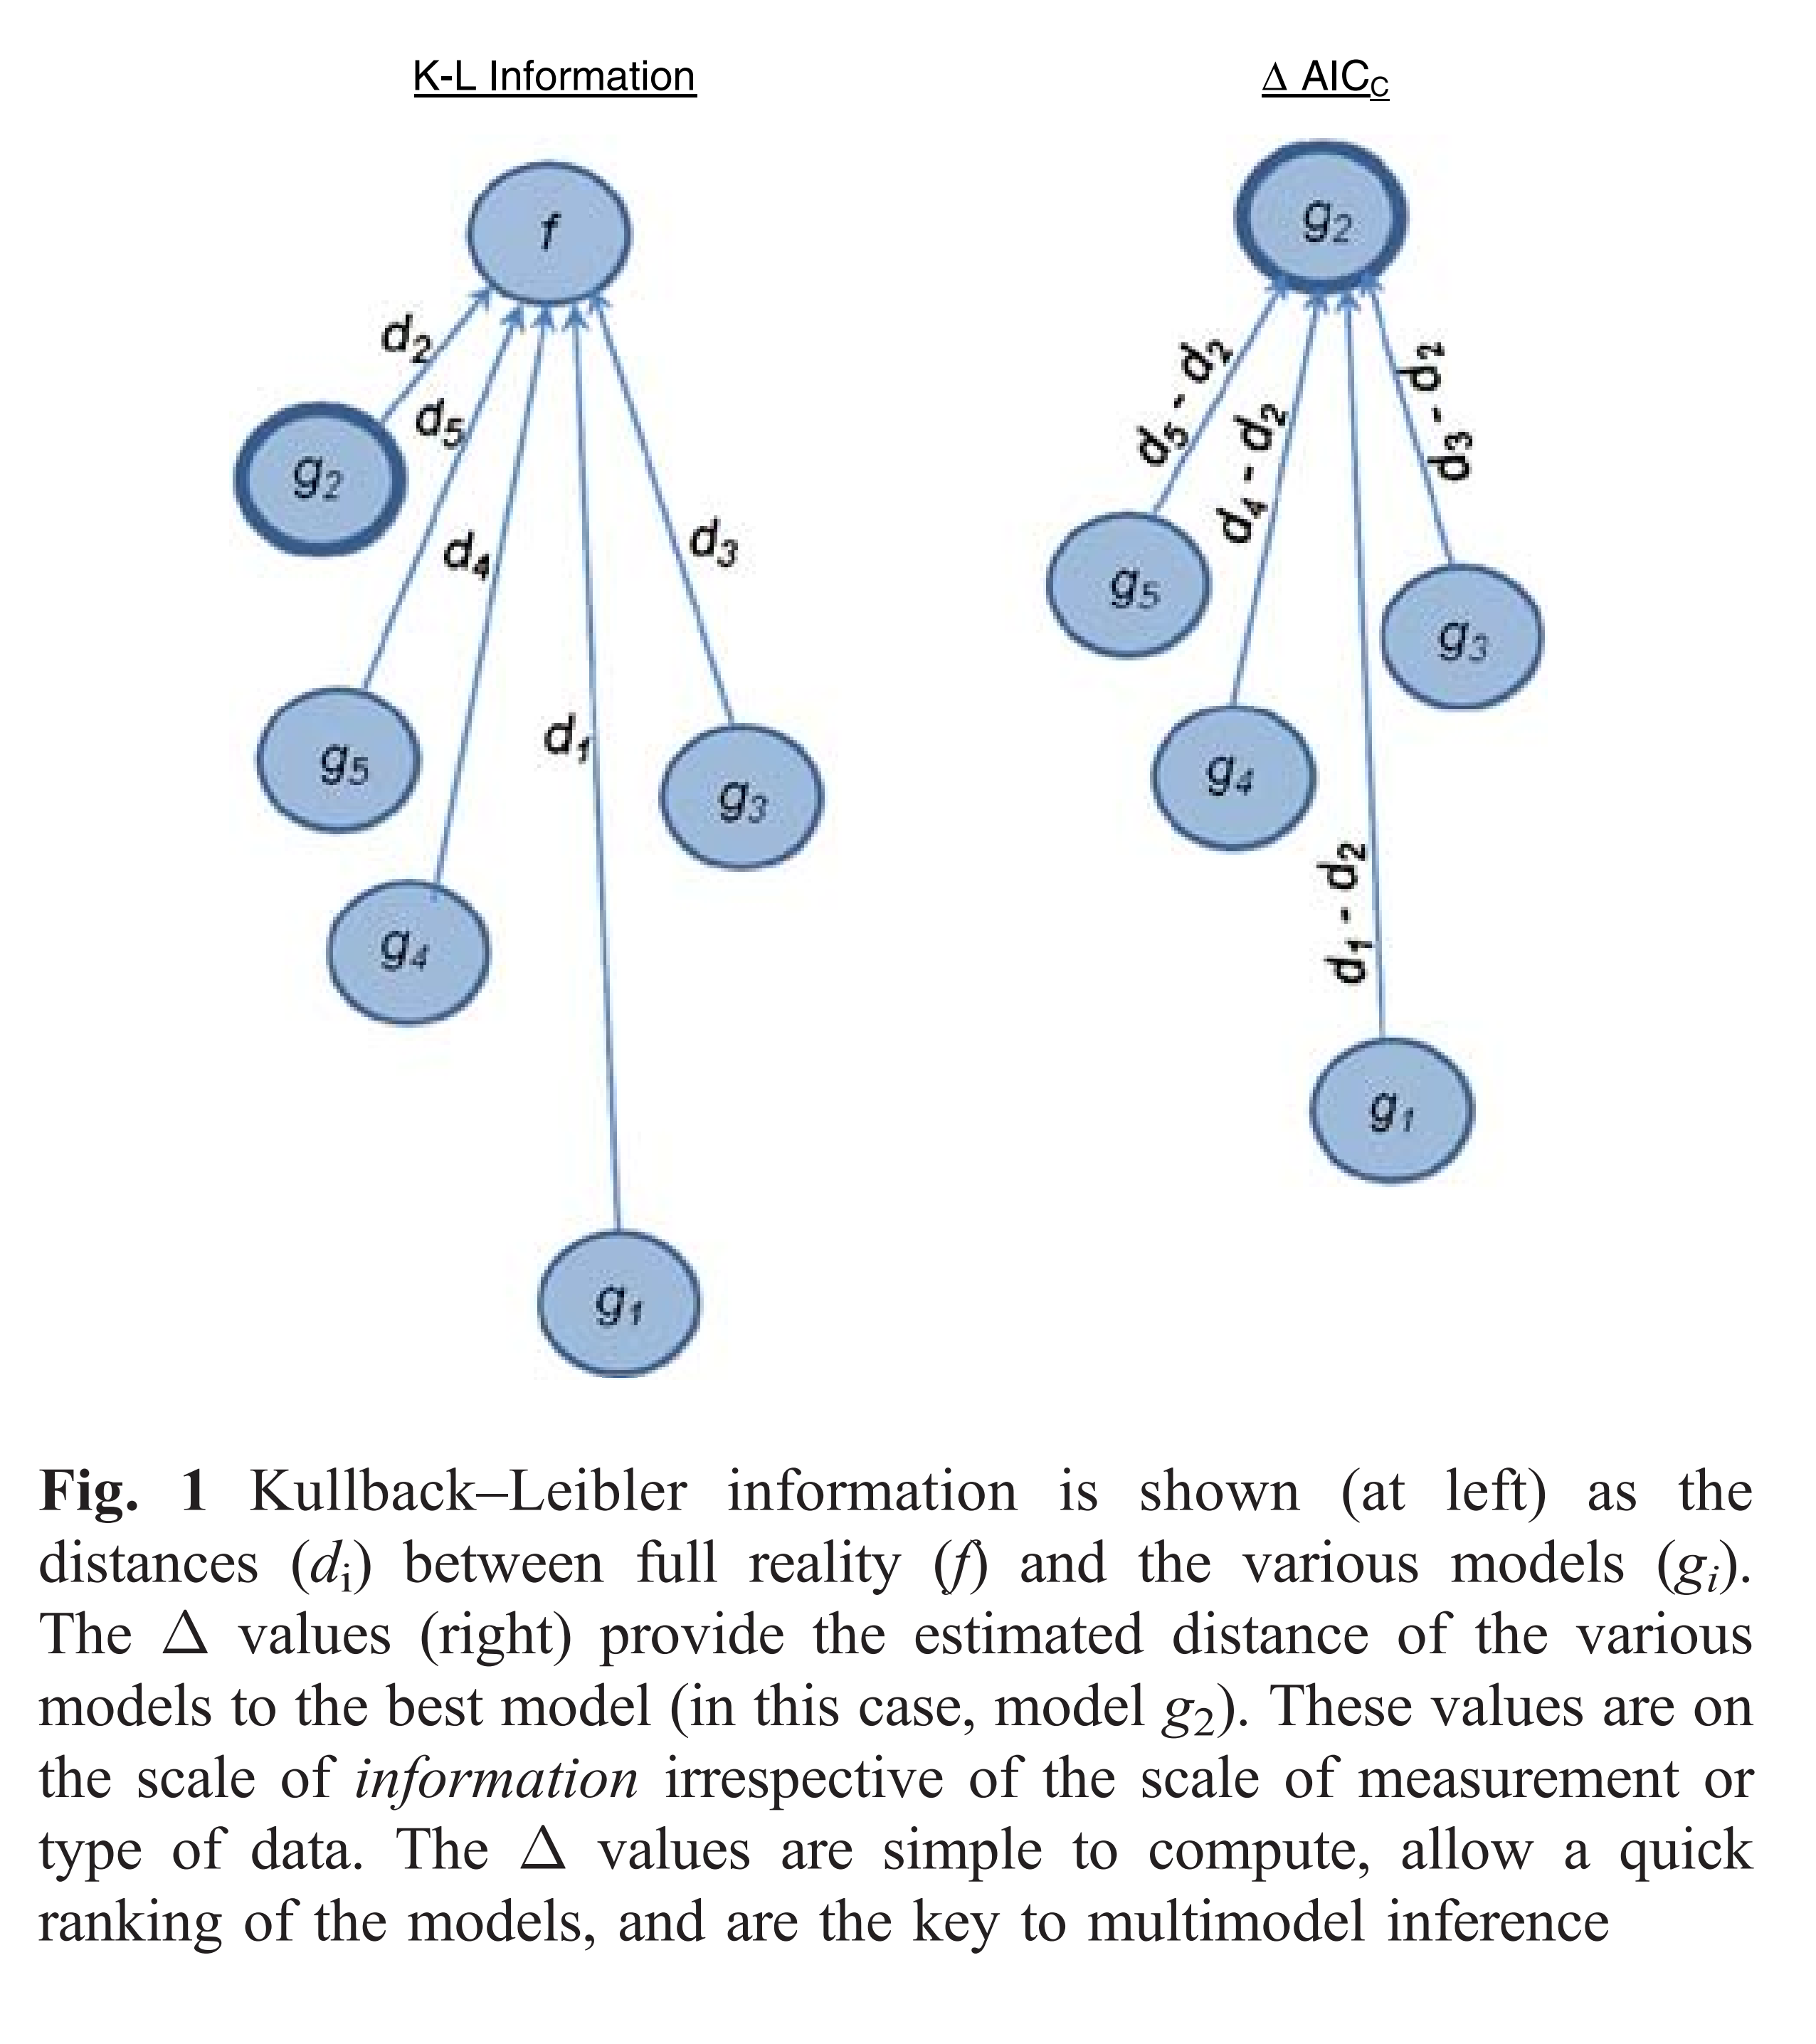 K-L Information
f
d2
d5
g2
d4
d3
d1
g5
g3
g4
g1
Δ AICC
g2
d5 - d2
d4 - d2
d3 - d2
g5
g3
g4
d1 - d2
g1
Fig. 1 Kullback–Leibler information is shown (at left) as the
distances (di) between full reality (f) and the various models (gi).
The Δ values (right) provide the estimated distance of the various
models to the best model (in this case, model g2). These values are on
the scale of information irrespective of the scale of measurement or
type of data. The Δ values are simple to compute, allow a quick
ranking of the models, and are the key to multimodel inference